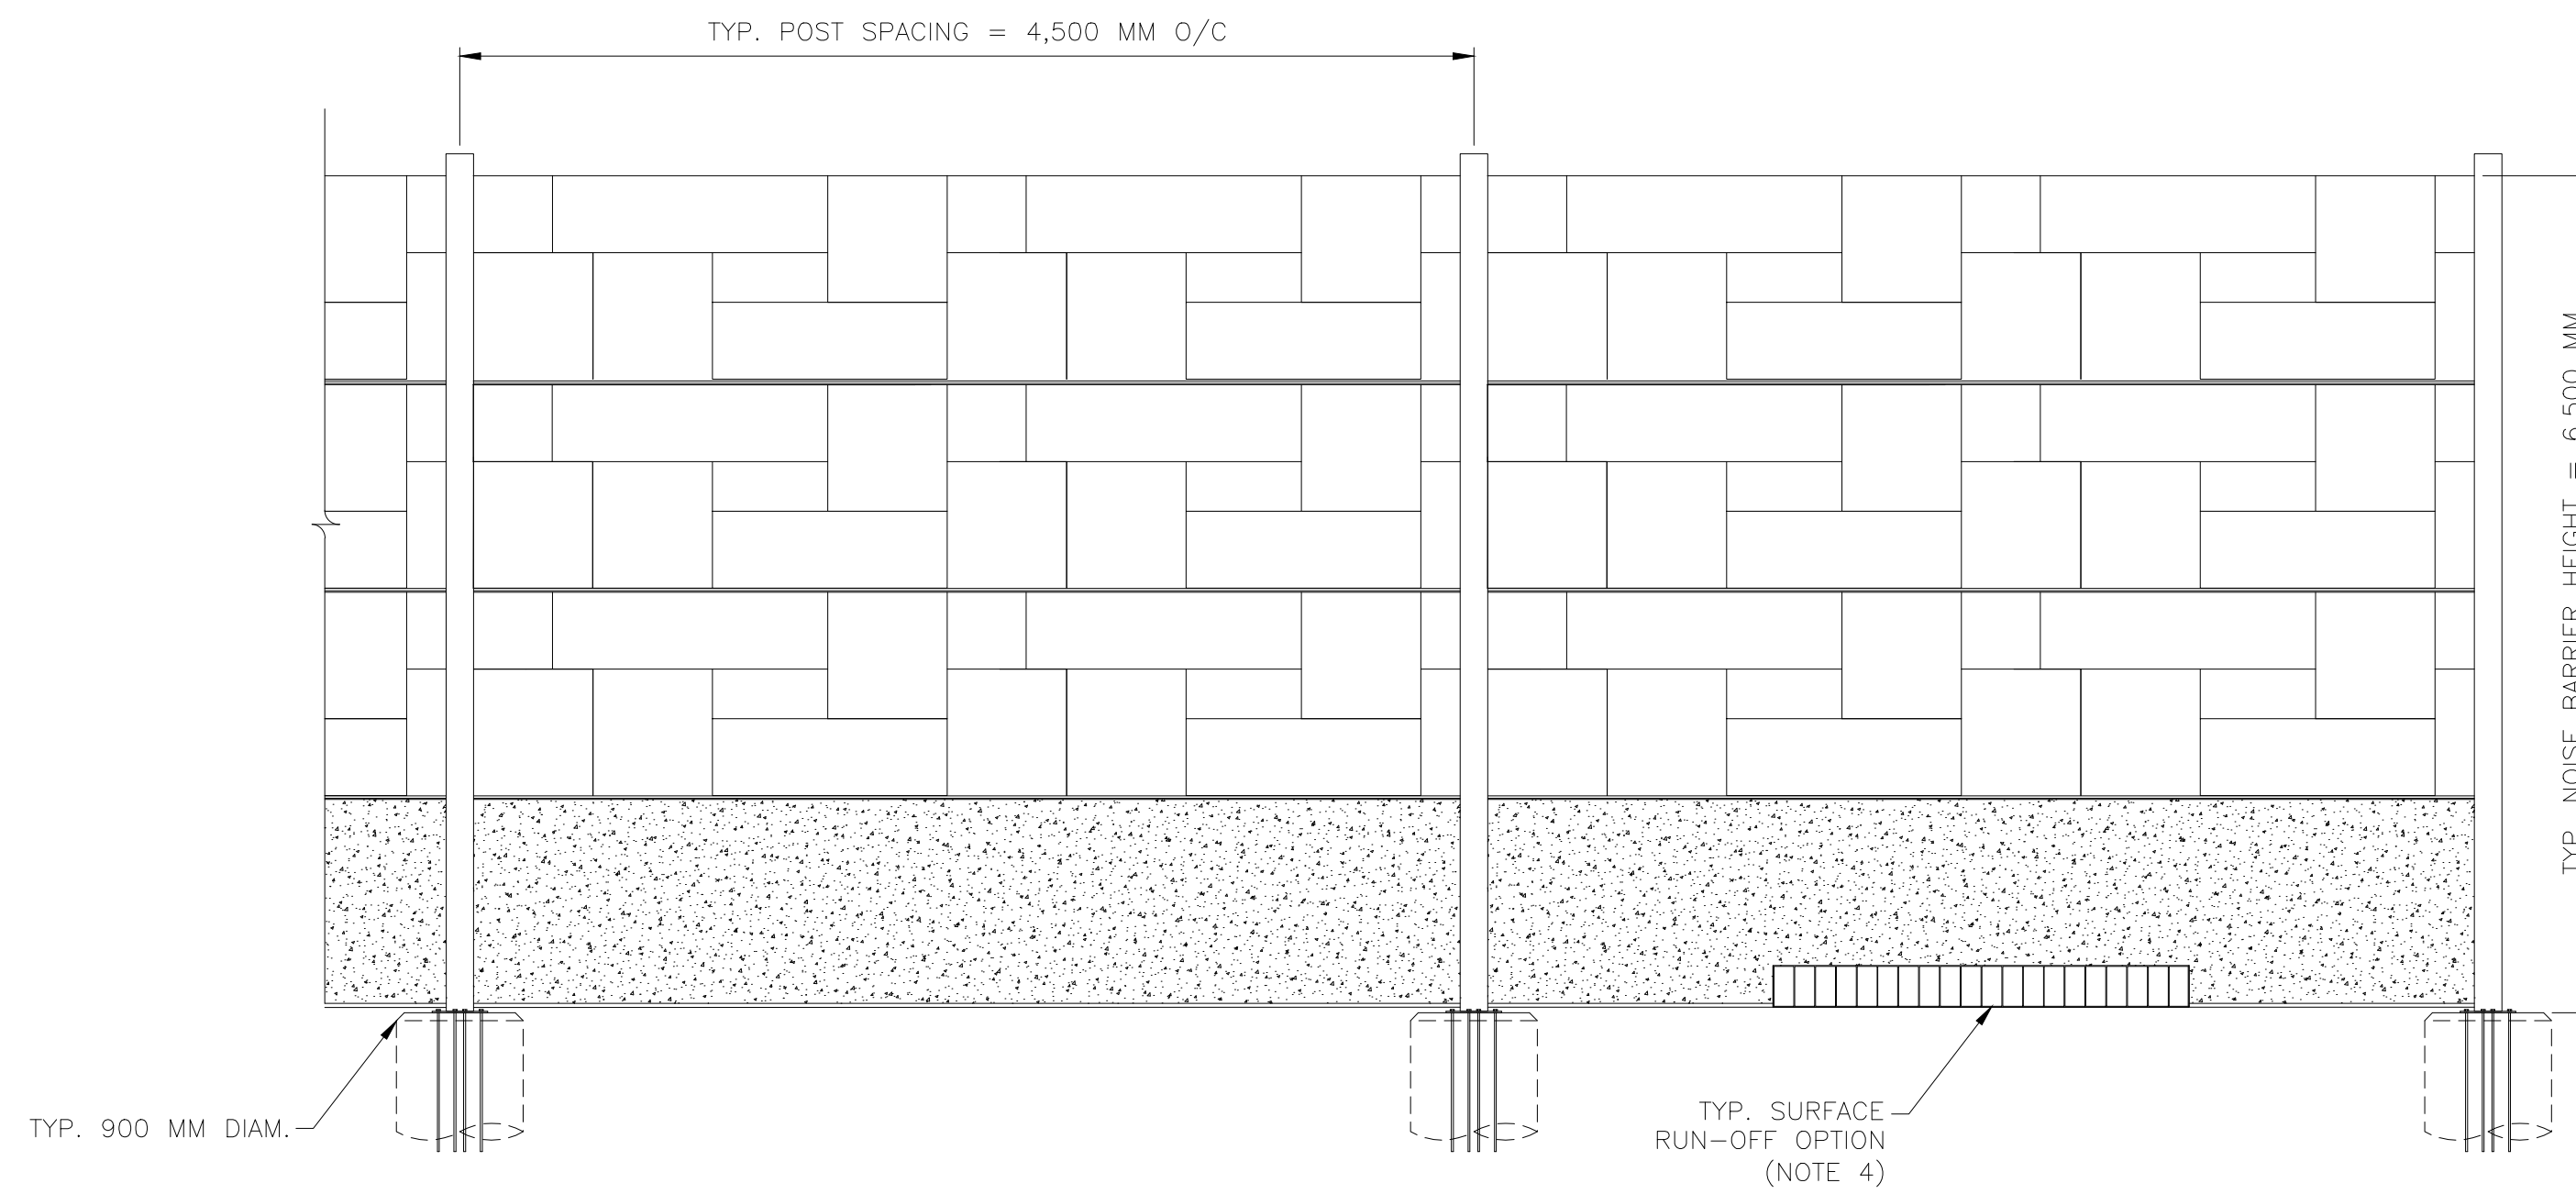 TYP. POST SPACING = 4,500 MM O/C
TYP. NOISE BARRIER HEIGHT = 6,500 MM
TYP. 900 MM DIAM.
TYP. SURFACE
RUN-OFF OPTION
(NOTE 4)